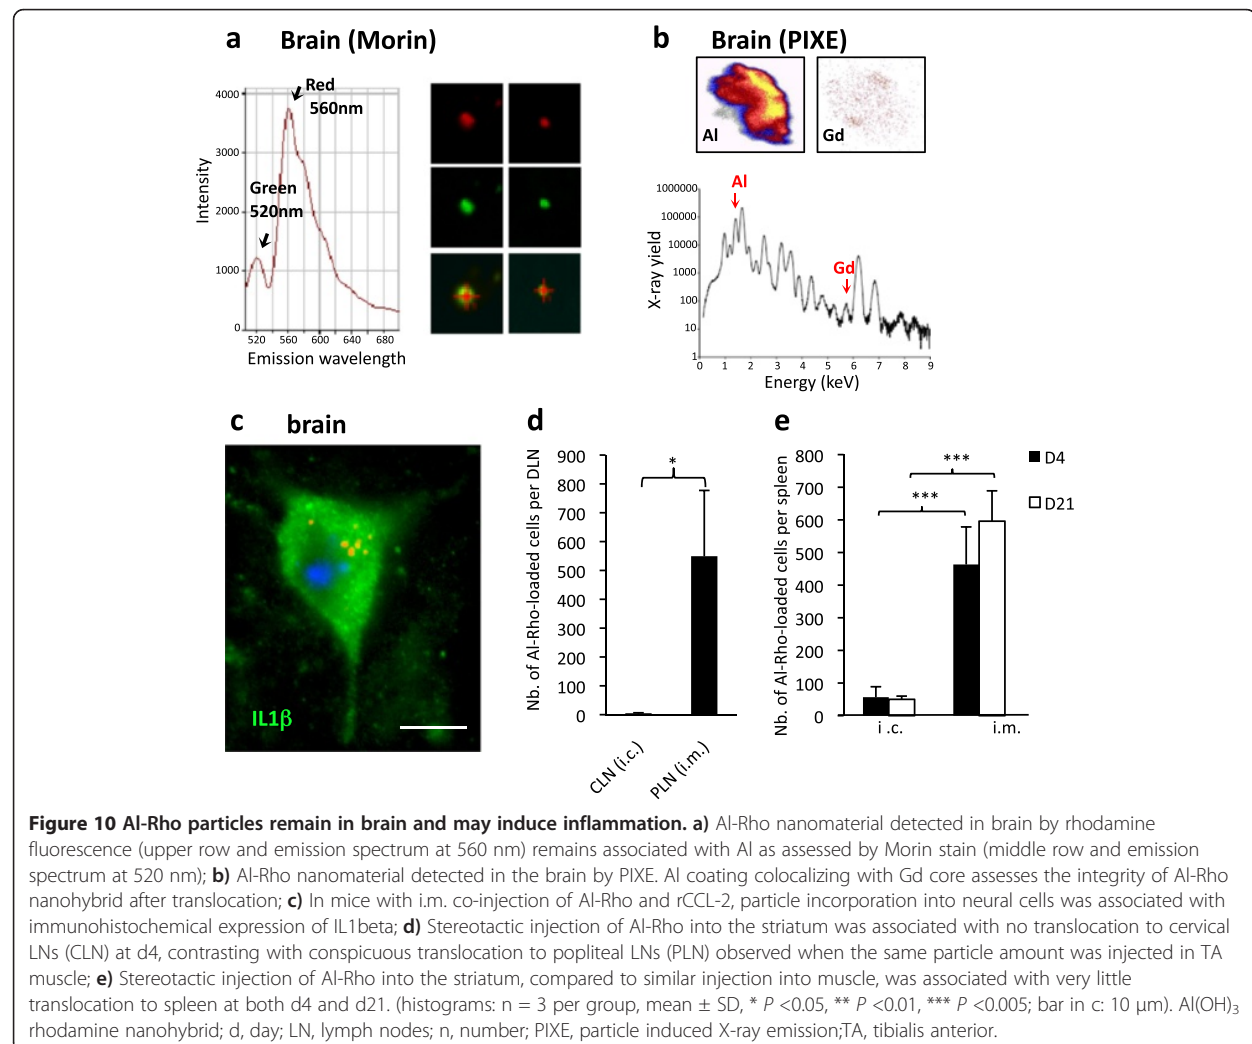 a Brain (Morin)
Red
560nm
Green
520nm
4000
3000
2000
1000
0
Intensity
520 560 600 640 680
Emission wavelength
b Brain (PIXE)
Al
Gd
Al
Gd
1000000
100000
10000
1000
100
10
1
X-ray yield
0 1 2 3 4 5 6 7 8 9
Energy (keV)
c brain
IL1β
d
Nb. of Al-Rho-loaded cells per DLN
900
800
700
600
500
400
300
200
100
0
*
CLN (i.c.)
PLN (i.m.)
e
Nb. of Al-Rho-loaded cells per spleen
800
700
600
500
400
300
200
100
0
***
***
D4
D21
i .c. i.m.
Figure 10 Al-Rho particles remain in brain and may induce inflammation. a) Al-Rho nanomaterial detected in brain by rhodamine
fluorescence (upper row and emission spectrum at 560 nm) remains associated with Al as assessed by Morin stain (middle row and emission
spectrum at 520 nm); b) Al-Rho nanomaterial detected in the brain by PIXE. Al coating colocalizing with Gd core assesses the integrity of Al-Rho
nanohybrid after translocation; c) In mice with i.m. co-injection of Al-Rho and rCCL-2, particle incorporation into neural cells was associated with
immunohistochemical expression of IL1beta; d) Stereotactic injection of Al-Rho into the striatum was associated with no translocation to cervical
LNs (CLN) at d4, contrasting with conspicuous translocation to popliteal LNs (PLN) observed when the same particle amount was injected in TA
muscle; e) Stereotactic injection of Al-Rho into the striatum, compared to similar injection into muscle, was associated with very little
translocation to spleen at both d4 and d21. (histograms: n = 3 per group, mean ± SD, * P <0.05, ** P <0.01, *** P <0.005; bar in c: 10 μm). Al(OH)₃
rhodamine nanohybrid; d, day; LN, lymph nodes; n, number; PIXE, particle induced X-ray emission;TA, tibialis anterior.